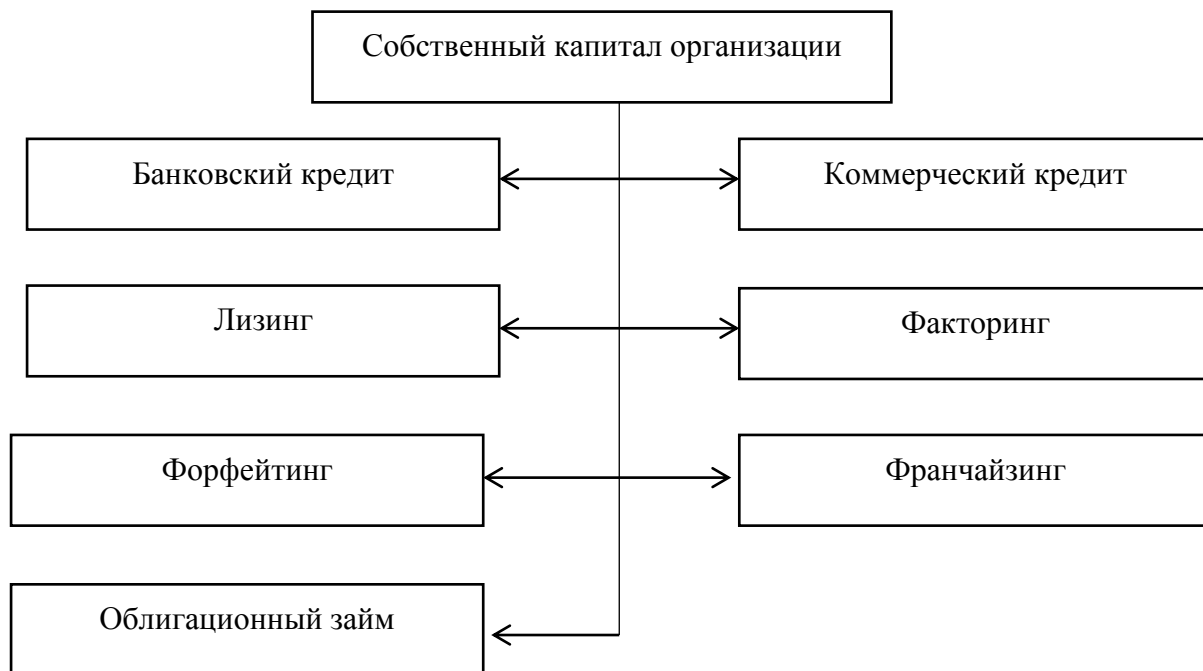 Собственный капитал организации
Банковский кредит
Коммерческий кредит
Лизинг
Факторинг
Форфейтинг
Франчайзинг
Облигационный займ